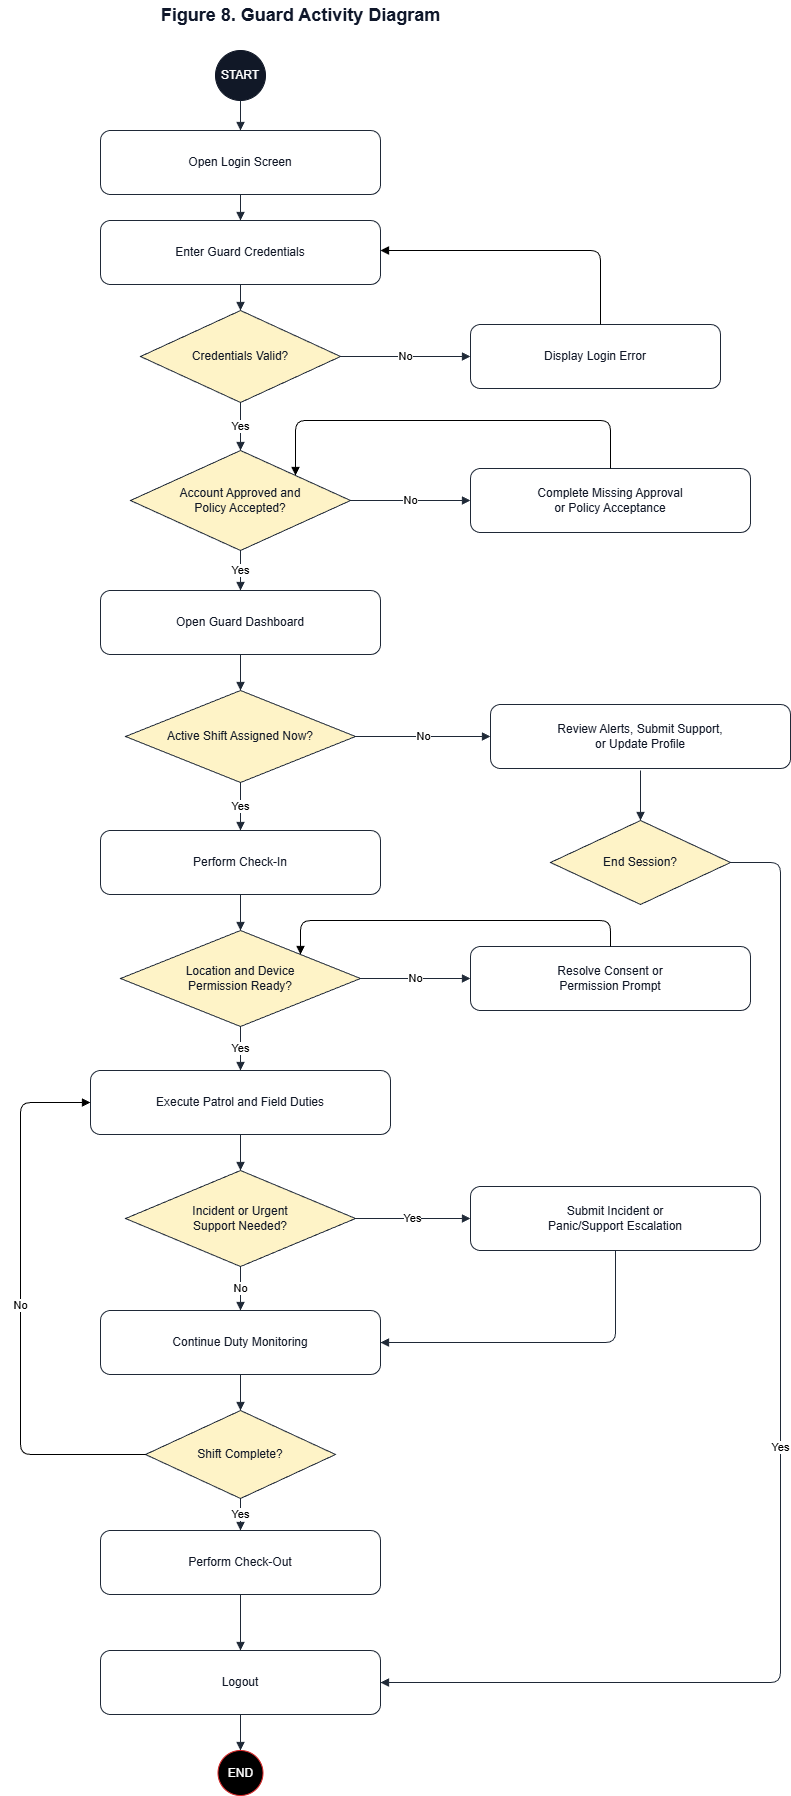 Figure 8. Guard Activity Diagram
START
Open Login Screen
Enter Guard Credentials
Credentials Valid?
No
Display Login Error
Yes
Account Approved and
Policy Accepted?
No
Complete Missing Approval
or Policy Acceptance
Yes
Open Guard Dashboard
Active Shift Assigned Now?
No
Review Alerts, Submit Support,
or Update Profile
Yes
Perform Check-In
End Session?
Location and Device
Permission Ready?
No
Resolve Consent or
Permission Prompt
Yes
Execute Patrol and Field Duties
Incident or Urgent
Support Needed?
Yes
Submit Incident or
Panic/Support Escalation
No
No
Continue Duty Monitoring
Shift Complete?
Yes
Yes
Perform Check-Out
Logout
END